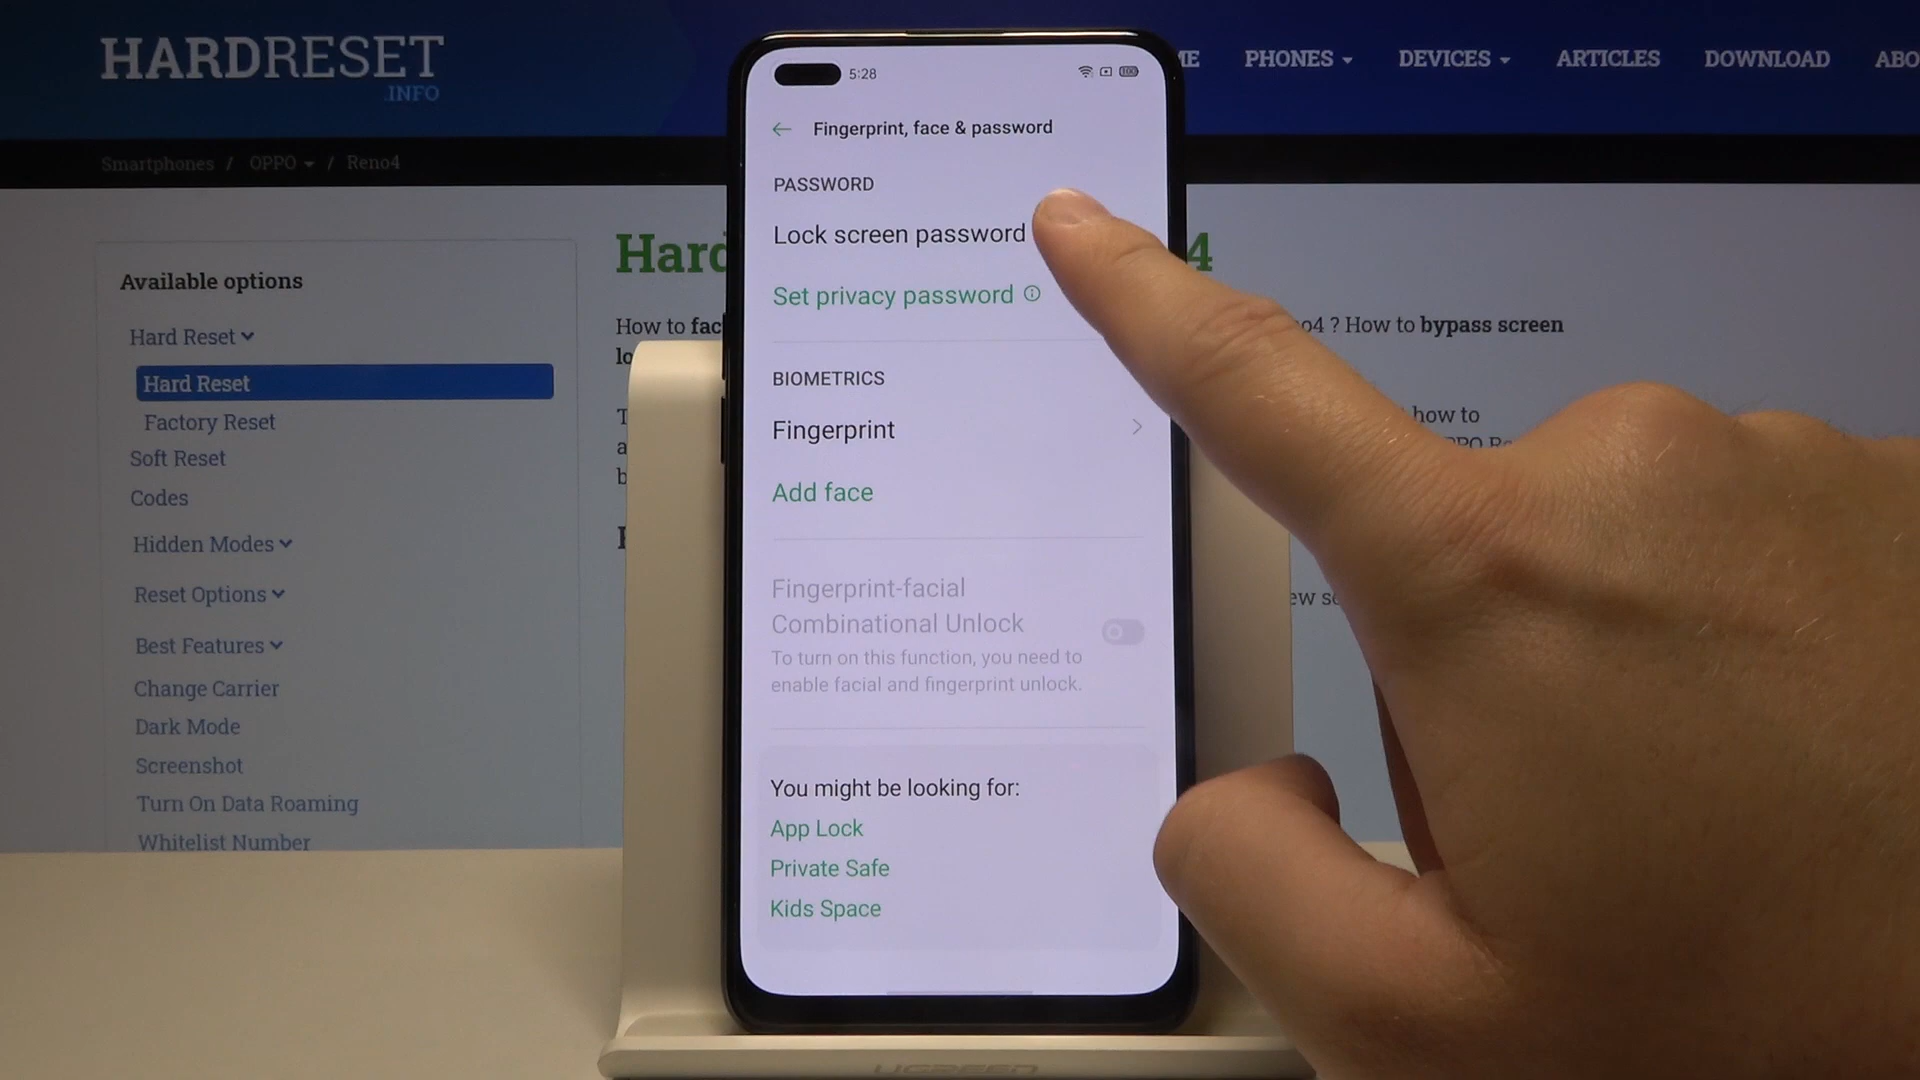 HARDRESET
.INFO
PHONES
DEVICES
ARTICLES
DOWNLOAD
Smartphones / OPPO / Reno4
Available options
Hard Reset
Hard Reset
Factory Reset
Soft Reset
Codes
Hidden Modes
Reset Options
Best Features
Change Carrier
Dark Mode
Screenshot
Turn On Data Roaming
Whitelist Number
4
How to
? How to bypass screen
how to
5:28
Fingerprint, face & password
PASSWORD
Lock screen password
Set privacy password
BIOMETRICS
Fingerprint
Add face
Fingerprint-facial
Combinational Unlock
To turn on this function, you need to
enable facial and fingerprint unlock.
You might be looking for:
App Lock
Private Safe
Kids Space
UGREEN